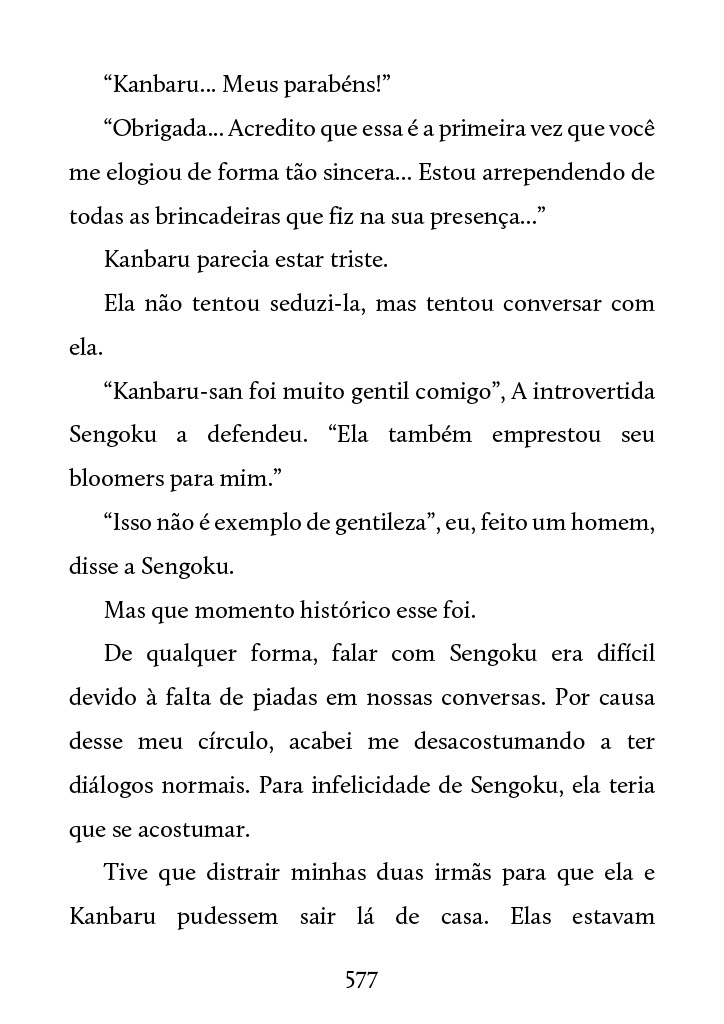 “Kanbaru... Meus parabéns!”
“Obrigada... Acredito que essa é a primeira vez que você
me elogiou de forma tão sincera... Estou arrependendo de
todas as brincadeiras que fiz na sua presença...”
Kanbaru parecia estar triste.
Ela não tentou seduzi-la, mas tentou conversar com
ela.
“Kanbaru-san foi muito gentil comigo”, A introvertida
Sengoku a defendeu. “Ela também emprestou seu
bloomers para mim.”
“Isso não é exemplo de gentileza”, eu, feito um homem,
disse a Sengoku.
Mas que momento histórico esse foi.
De qualquer forma, falar com Sengoku era difícil
devido à falta de piadas em nossas conversas. Por causa
desse meu círculo, acabei me desacostumando a ter
diálogos normais. Para infelicidade de Sengoku, ela teria
que se acostumar.
Tive que distrair minhas duas irmãs para que ela e
Kanbaru pudessem sair lá de casa. Elas estavam
577